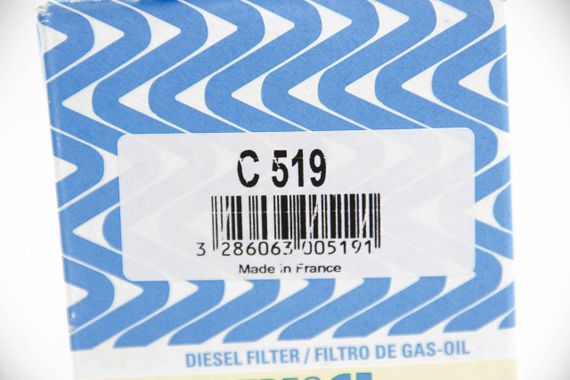 C 519
3 286063 005191
Made in France
DIESEL FILTER / FILTRO DE GAS-OIL